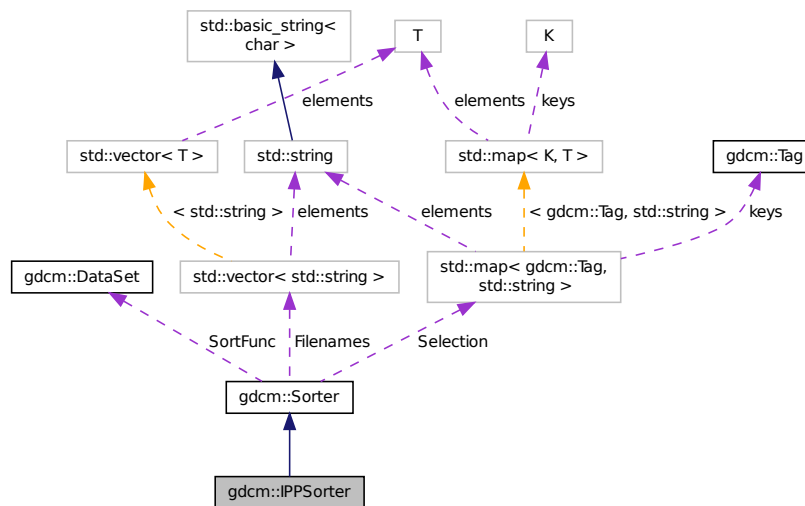 std::basic_string<
char >
T
K
elements
elements
keys
std::vector< T >
std::string
std::map< K, T >
gdcm::Tag
< std::string >
elements
elements
< gdcm::Tag, std::string >
keys
gdcm::DataSet
std::vector< std::string >
std::map< gdcm::Tag,
std::string >
SortFunc
Filenames
Selection
gdcm::Sorter
gdcm::IPPSorter